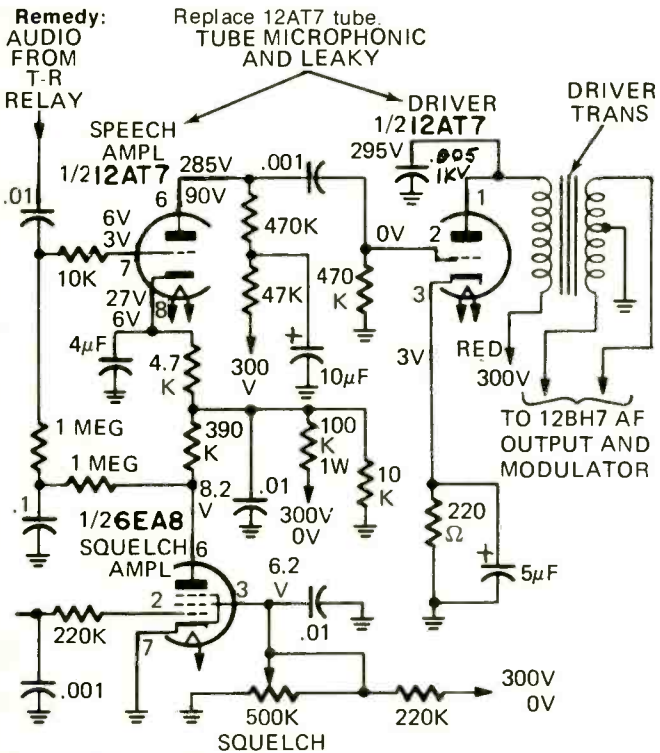 Remedy: Replace 12AT7 tube.
AUDIO
FROM
T-R
RELAY
TUBE MICROPHONIC
AND LEAKY
SPEECH
AMPL
1/2 12AT7
DRIVER
1/2 12AT7
DRIVER
TRANS
.01
10K
6V
3V
7
6
285V
90V
27V
6V
8
.001
470K
47K
300
V
+
10µF
0V
470
K
295V
.005
1KV
1
2
3
3V
RED
300V
TO 12BH7 AF
OUTPUT AND
MODULATOR
4µF
4.7
K
1 MEG
1 MEG
390
K
.01
100
K
1W
300V
0V
10
K
.1
8.2
V
1/2 6EA8
SQUELCH
AMPL
6
2
3
7
6.2
V
.01
220
Ω
+
5µF
220K
.001
500K
SQUELCH
220K
300V
0V